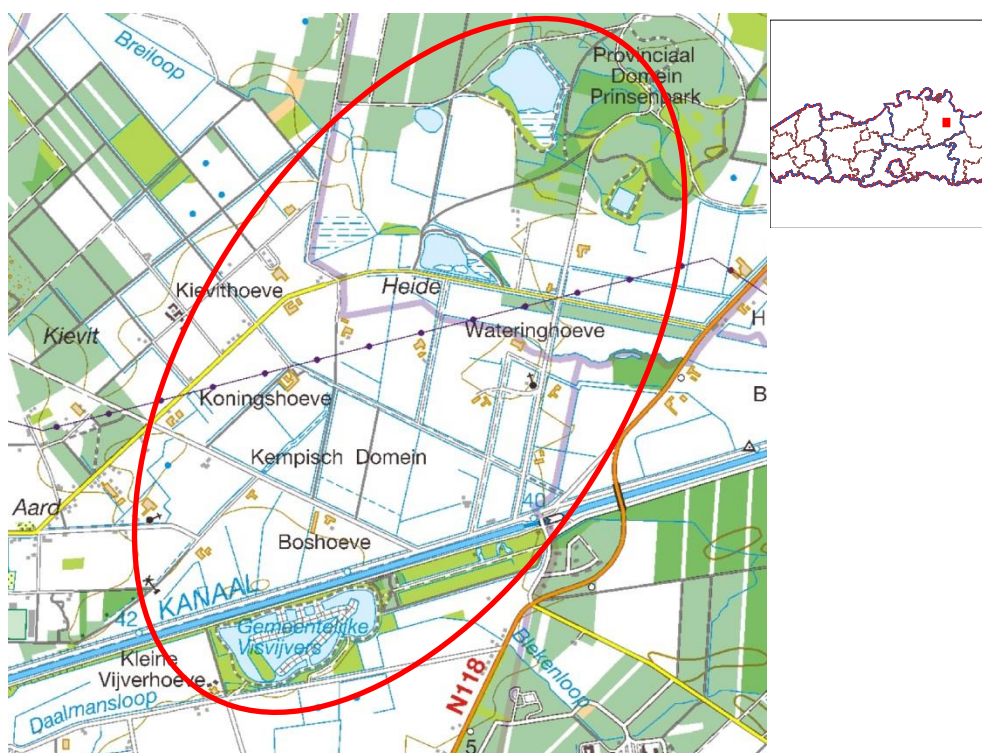 Breiloop
Provinciaal
Domein
Prinsenpark
Kievithoeve
Heide
Kievit
Wateringhoeve
H
Koningshoeve
B
Kempisch Domein
Aard
40
Boshoeve
KANAAL
42
Gemeentelijke
Visvijvers
Kleine
Vijverhoeve
Bekenloop
N118
Daalmansloop
5